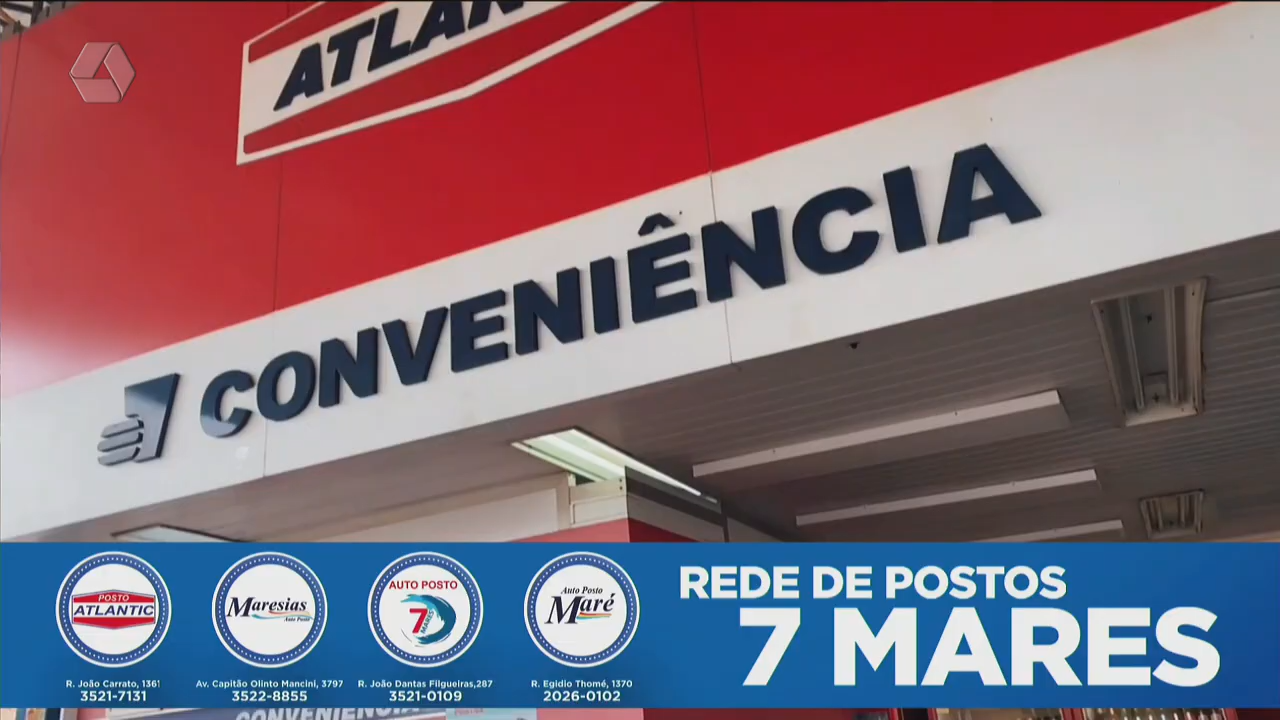 ATLAN
CONVENIÊNCIA
POSTO
ATLANTIC
Maresias
Auto Posto
AUTO POSTO
7
MARES
Auto Posto
Maré
REDE DE POSTOS
7 MARES
R. João Carrato, 1361
3521-7131
Av. Capitão Olinto Mancini, 3797
3522-8855
R. João Dantas Filgueiras,287
3521-0109
R. Egidio Thomé, 1370
2026-0102
CONVENIÊNCIA